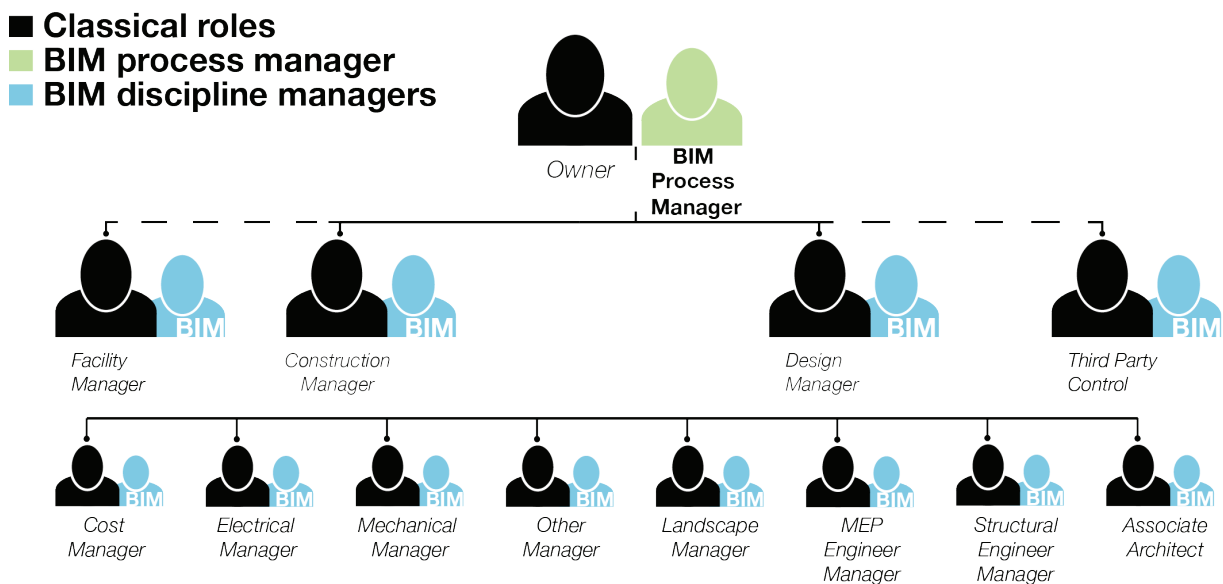 Classical roles
BIM process manager
BIM discipline managers
Owner
BIM
Process
Manager
BIM
BIM
BIM
BIM
Facility
Manager
Construction
Manager
Design
Manager
Third Party
Control
BIM
BIM
BIM
BIM
BIM
BIM
BIM
BIM
Cost
Manager
Electrical
Manager
Mechanical
Manager
Other
Manager
Landscape
Manager
MEP
Engineer
Manager
Structural
Engineer
Manager
Associate
Architect